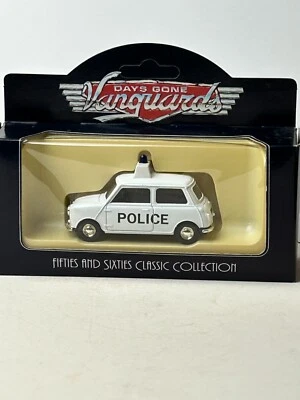 DAYS GONE
Vanguards
POLICE
FIFTIES AND SIXTIES CLASSIC COLLECTION